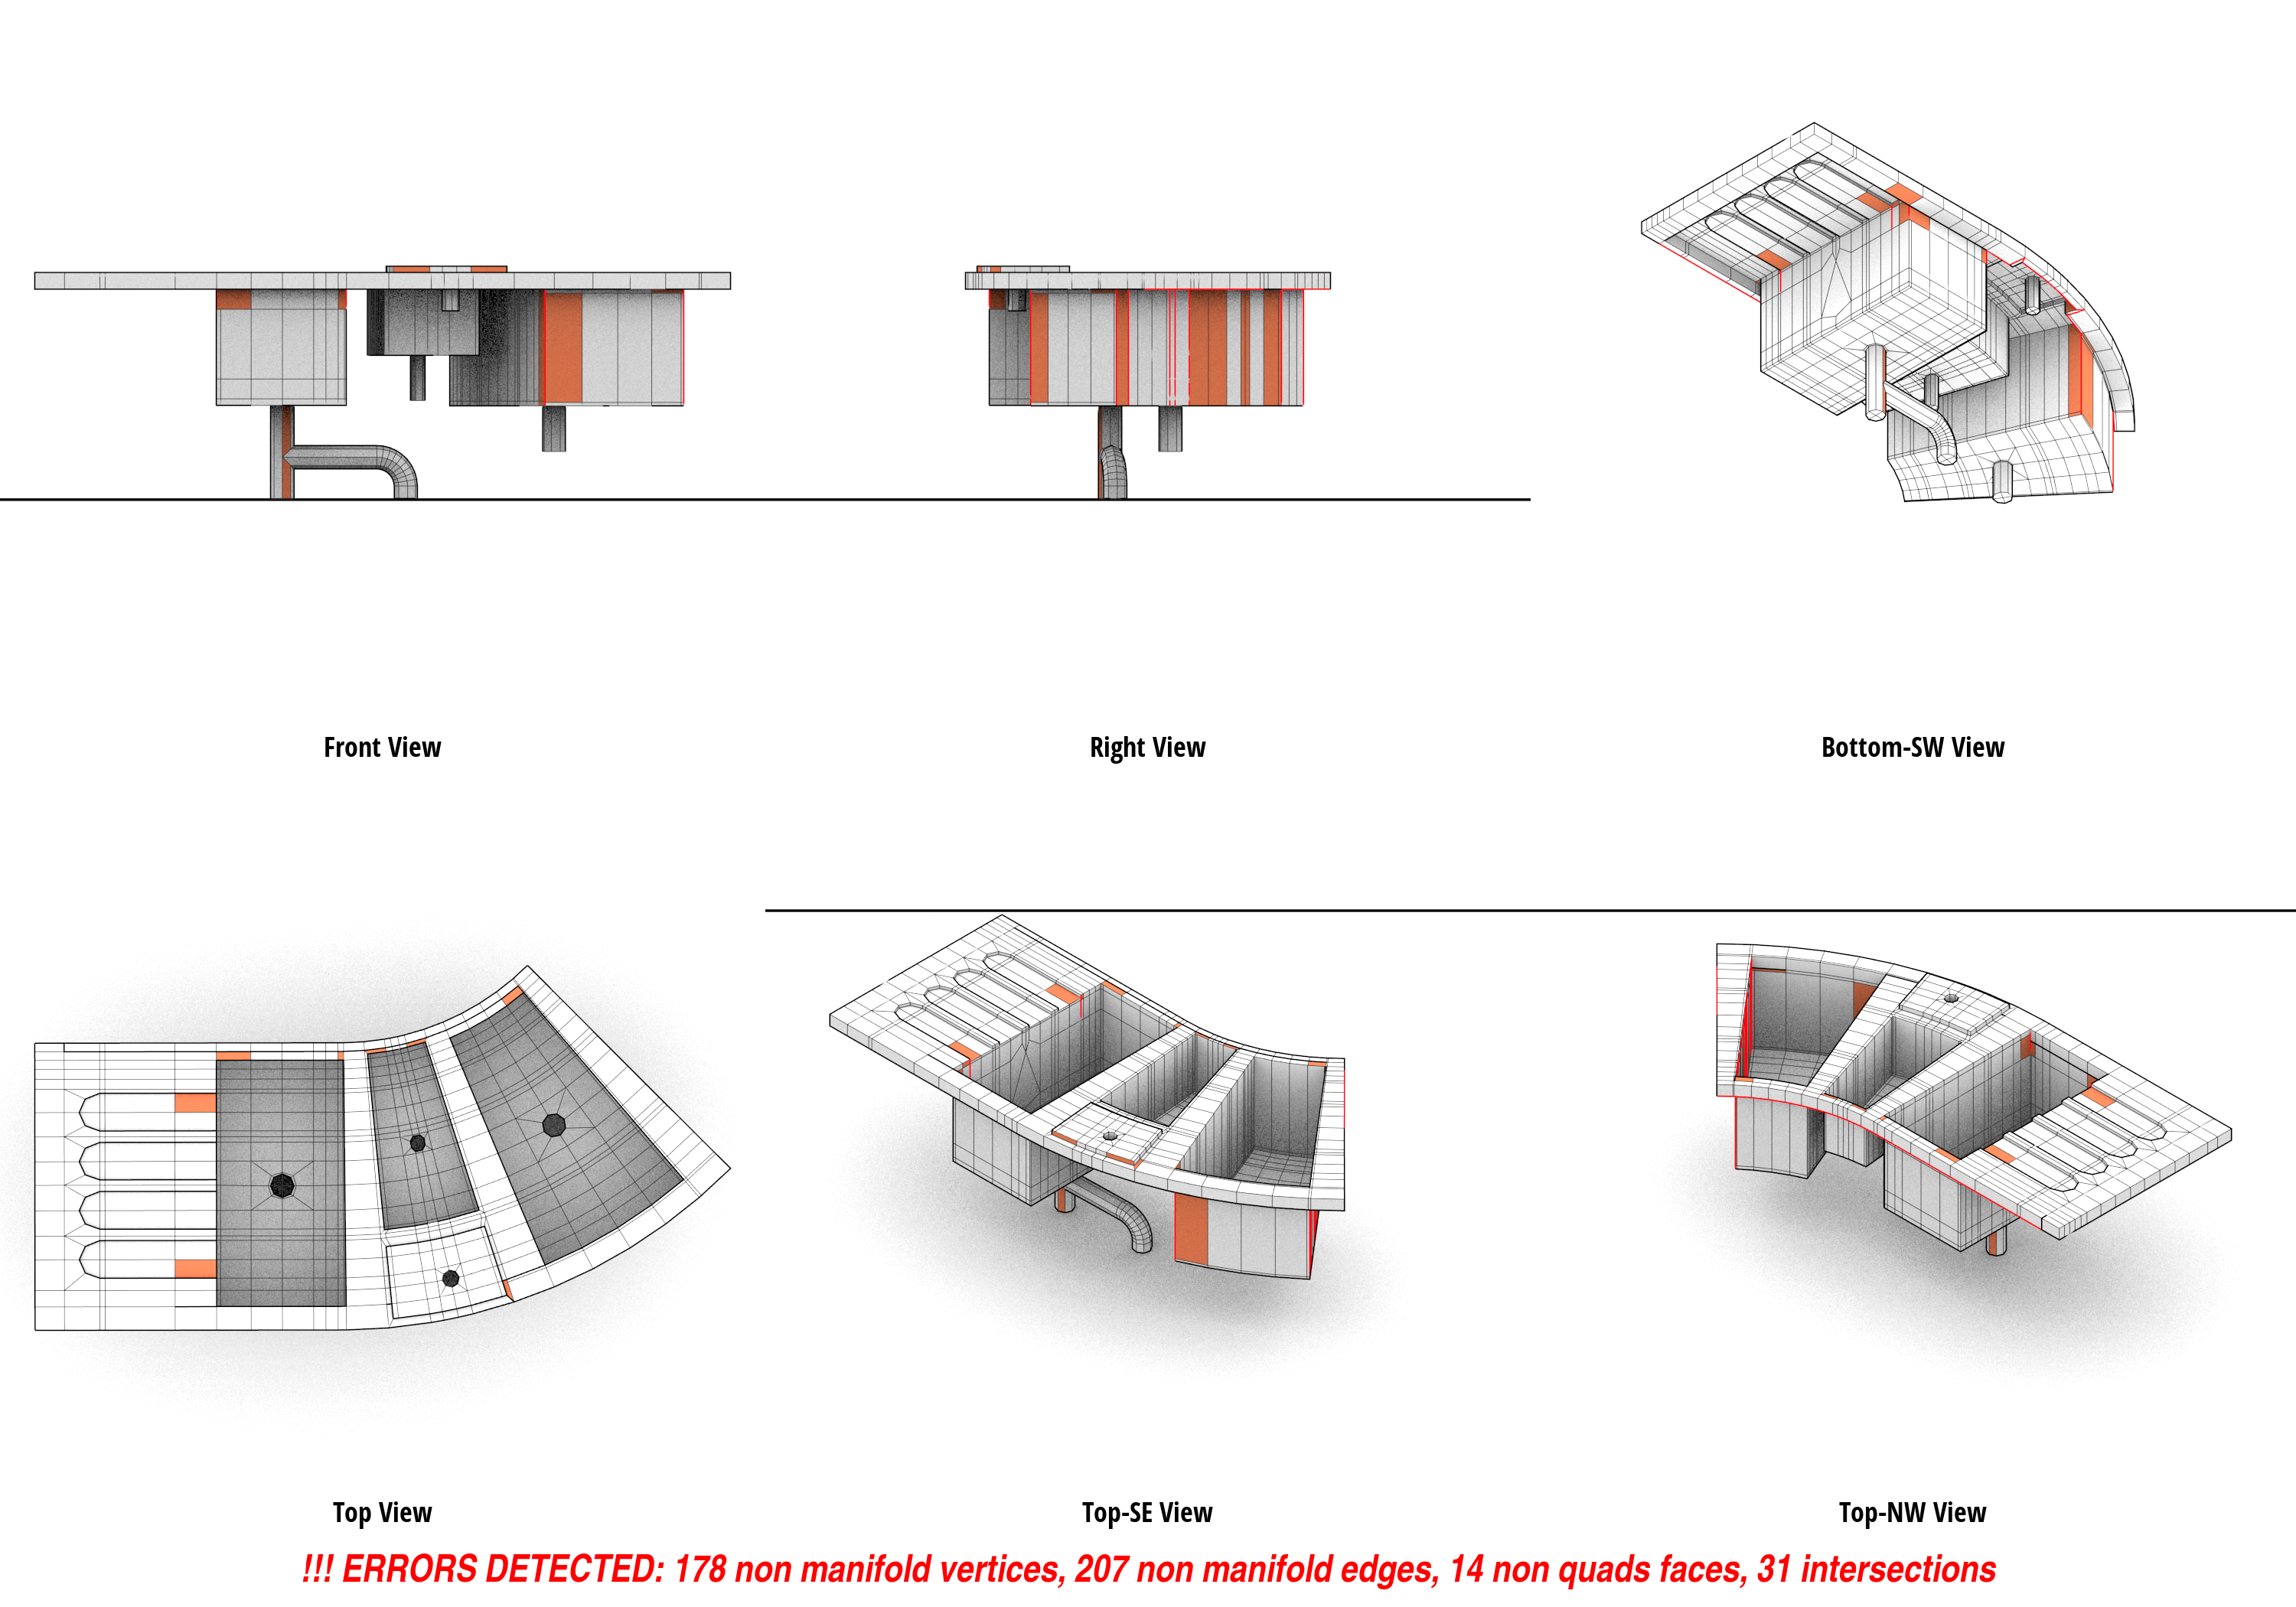 Front View
Right View
Bottom-SW View
Top View
Top-SE View
Top-NW View
!!! ERRORS DETECTED: 178 non manifold vertices, 207 non manifold edges, 14 non quads faces, 31 intersections